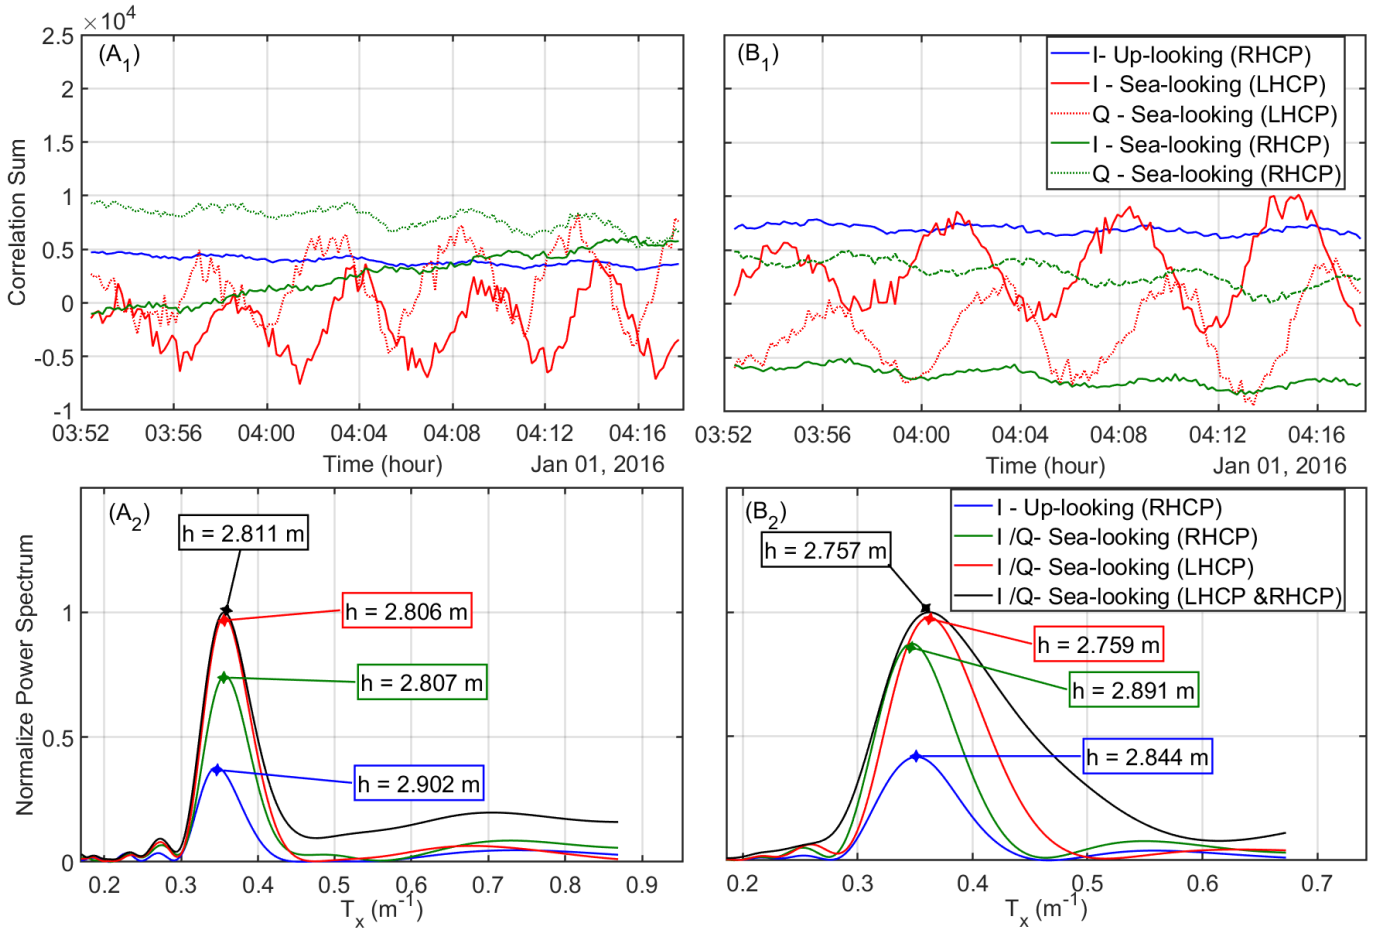 ×10⁴
2.5
2
1.5
1
0.5
0
-0.5
-1
Correlation Sum
(A₁)
03:52 03:56 04:00 04:04 04:08 04:12 04:16
Time (hour) Jan 01, 2016
(B₁)
I- Up-looking (RHCP)
I - Sea-looking (LHCP)
Q - Sea-looking (LHCP)
I - Sea-looking (RHCP)
Q - Sea-looking (RHCP)
03:52 03:56 04:00 04:04 04:08 04:12 04:16
Time (hour) Jan 01, 2016
Normalize Power Spectrum
1
0.5
0
(A₂)
h = 2.811 m
h = 2.806 m
h = 2.807 m
h = 2.902 m
0.2 0.3 0.4 0.5 0.6 0.7 0.8 0.9
Tₓ (m⁻¹)
(B₂)
I - Up-looking (RHCP)
I /Q- Sea-looking (RHCP)
I /Q- Sea-looking (LHCP)
I /Q- Sea-looking (LHCP &RHCP)
h = 2.757 m
h = 2.759 m
h = 2.891 m
h = 2.844 m
0.2 0.3 0.4 0.5 0.6 0.7
Tₓ (m⁻¹)